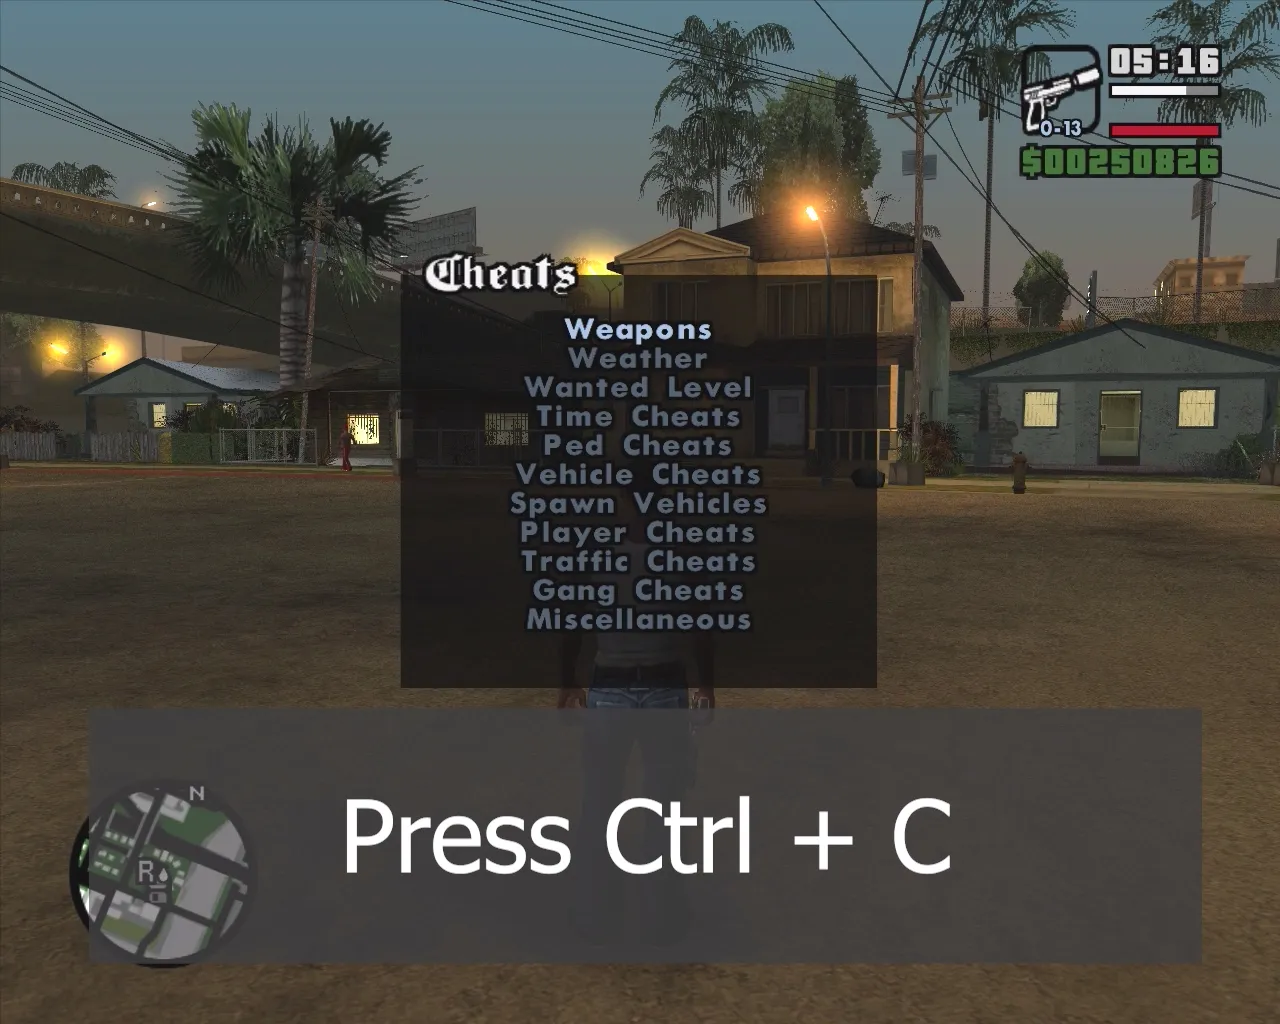 05:16
0-13
$00250826
Cheats
Weapons
Weather
Wanted Level
Time Cheats
Ped Cheats
Vehicle Cheats
Spawn Vehicles
Player Cheats
Traffic Cheats
Gang Cheats
Miscellaneous
N
R
Press Ctrl + C